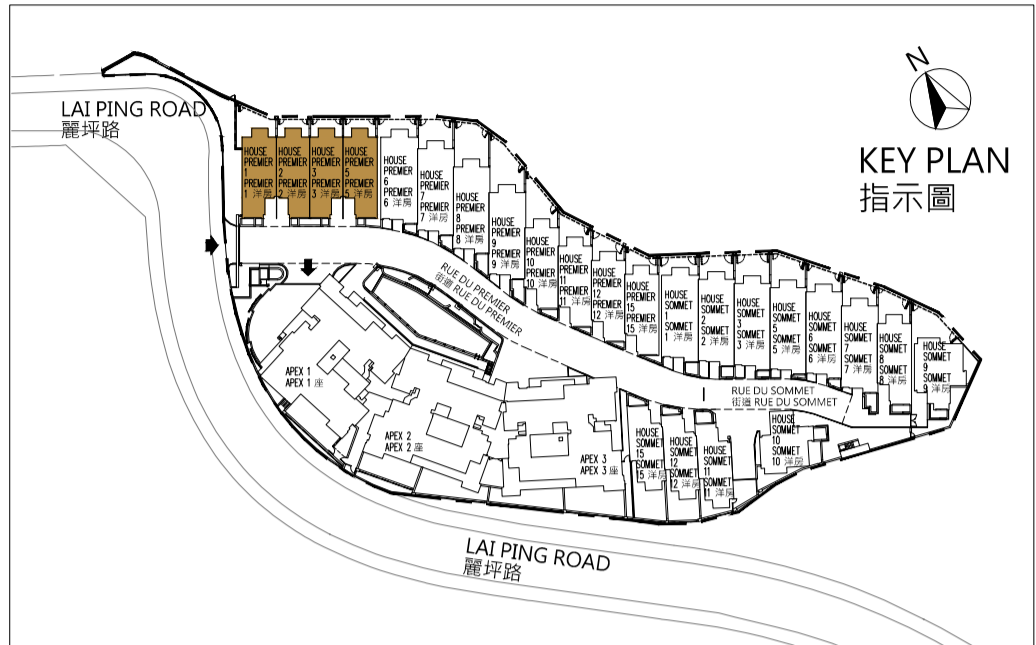 N
KEY PLAN
指示圖
LAI PING ROAD
麗坪路
HOUSE
PREMIER
1
PREMIER
1 洋房
HOUSE
PREMIER
2
PREMIER
2 洋房
HOUSE
PREMIER
3
PREMIER
3 洋房
HOUSE
PREMIER
5
PREMIER
5 洋房
HOUSE
PREMIER
6
PREMIER
6 洋房
HOUSE
PREMIER
7
PREMIER
7 洋房
HOUSE
PREMIER
8
PREMIER
8 洋房
HOUSE
PREMIER
9
PREMIER
9 洋房
HOUSE
PREMIER
10
PREMIER
10 洋房
HOUSE
PREMIER
11
PREMIER
11 洋房
HOUSE
PREMIER
12
PREMIER
12 洋房
HOUSE
PREMIER
15
PREMIER
15 洋房
HOUSE
SOMMET
1
SOMMET
1 洋房
HOUSE
SOMMET
2
SOMMET
2 洋房
HOUSE
SOMMET
3
SOMMET
3 洋房
HOUSE
SOMMET
5
SOMMET
5 洋房
HOUSE
SOMMET
6
SOMMET
6 洋房
HOUSE
SOMMET
7
SOMMET
7 洋房
HOUSE
SOMMET
8
SOMMET
8 洋房
HOUSE
SOMMET
9
SOMMET
9 洋房
RUE DU PREMIER
街道 RUE DU PREMIER
RUE DU SOMMET
街道 RUE DU SOMMET
APEX 1
APEX 1 座
APEX 2
APEX 2 座
APEX 3
APEX 3 座
HOUSE
SOMMET
15
SOMMET
15 洋房
HOUSE
SOMMET
12
SOMMET
12 洋房
HOUSE
SOMMET
11
SOMMET
11 洋房
HOUSE
SOMMET
10
SOMMET
10 洋房
LAI PING ROAD
麗坪路